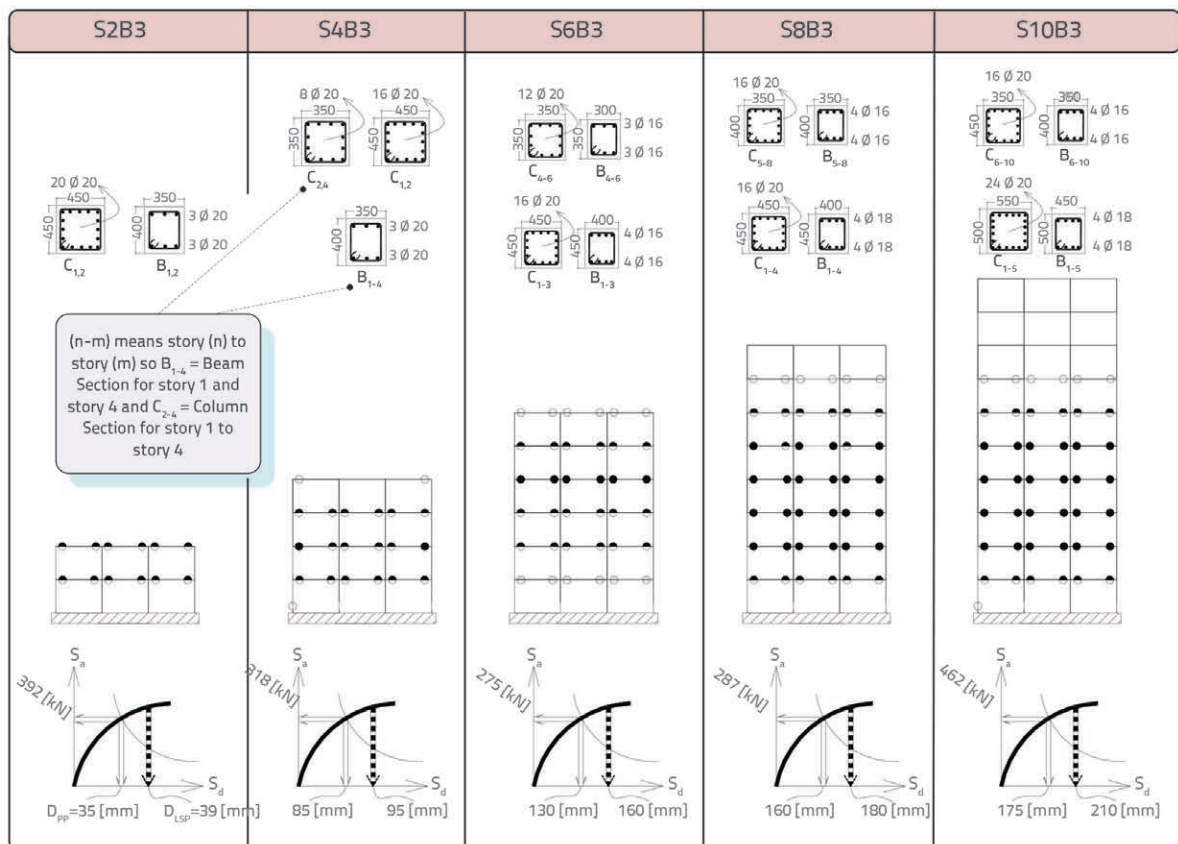 S2B3
S4B3
S6B3
S8B3
S10B3
20 Ø 20
450
450
C1,2
350
400
3 Ø 20
3 Ø 20
B1,2
8 Ø 20
350
350
C2,4
16 Ø 20
450
C1,2
350
400
3 Ø 20
3 Ø 20
B1-4
12 Ø 20
350
350
C4-6
300
350
3 Ø 16
3 Ø 16
B4-6
16 Ø 20
450
450
C1-3
400
450
4 Ø 16
4 Ø 16
B1-3
16 Ø 20
350
400
C5-8
350
400
4 Ø 16
4 Ø 16
B5-8
16 Ø 20
450
450
C1-4
400
450
4 Ø 18
4 Ø 18
B1-4
16 Ø 20
350
450
C6-10
400
4 Ø 16
4 Ø 16
B6-10
24 Ø 20
550
500
C1-5
450
500
4 Ø 18
4 Ø 18
B1-5
(n-m) means story (n) to
story (m) so B1-4 = Beam
Section for story 1 and
story 4 and C2-4 = Column
Section for story 1 to
story 4
Sa
392 [kN]
Sd
DPP=35 [mm]
DLSP=39 [mm]
Sa
318 [kN]
Sd
85 [mm]
95 [mm]
Sa
275 [kN]
Sd
130 [mm]
160 [mm]
Sa
287 [kN]
Sd
160 [mm]
180 [mm]
Sa
462 [kN]
Sd
175 [mm]
210 [mm]